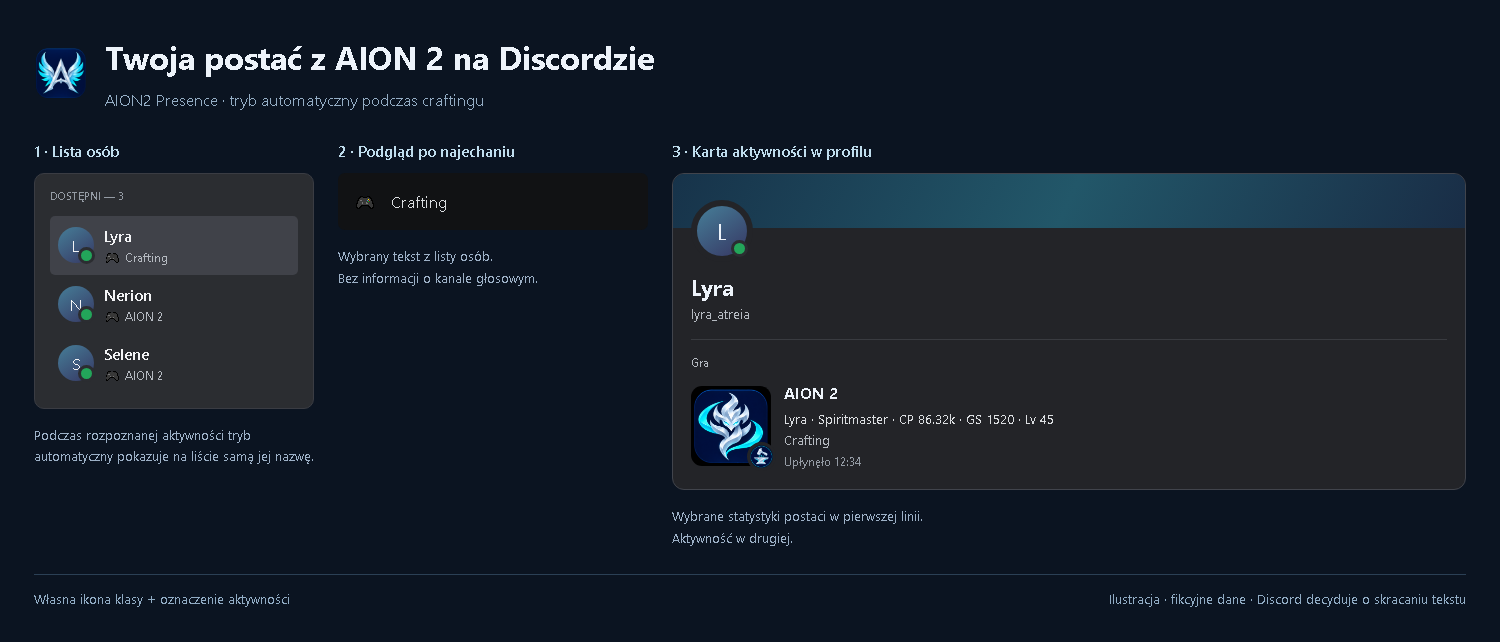 Twoja postać z AION 2 na Discordzie
AION2 Presence · tryb automatyczny podczas craftingu
1 · Lista osób
DOSTĘPNI — 3
L
Lyra
Crafting
N
Nerion
AION 2
S
Selene
AION 2
Podczas rozpoznanej aktywności tryb
automatyczny pokazuje na liście samą jej nazwę.
2 · Podgląd po najechaniu
Crafting
Wybrany tekst z listy osób.
Bez informacji o kanale głosowym.
3 · Karta aktywności w profilu
L
Lyra
lyra_atreia
Gra
AION 2
Lyra · Spiritmaster · CP 86.32k · GS 1520 · Lv 45
Crafting
Upłynęło 12:34
Wybrane statystyki postaci w pierwszej linii.
Aktywność w drugiej.
Własna ikona klasy + oznaczenie aktywności
Ilustracja · fikcyjne dane · Discord decyduje o skracaniu tekstu